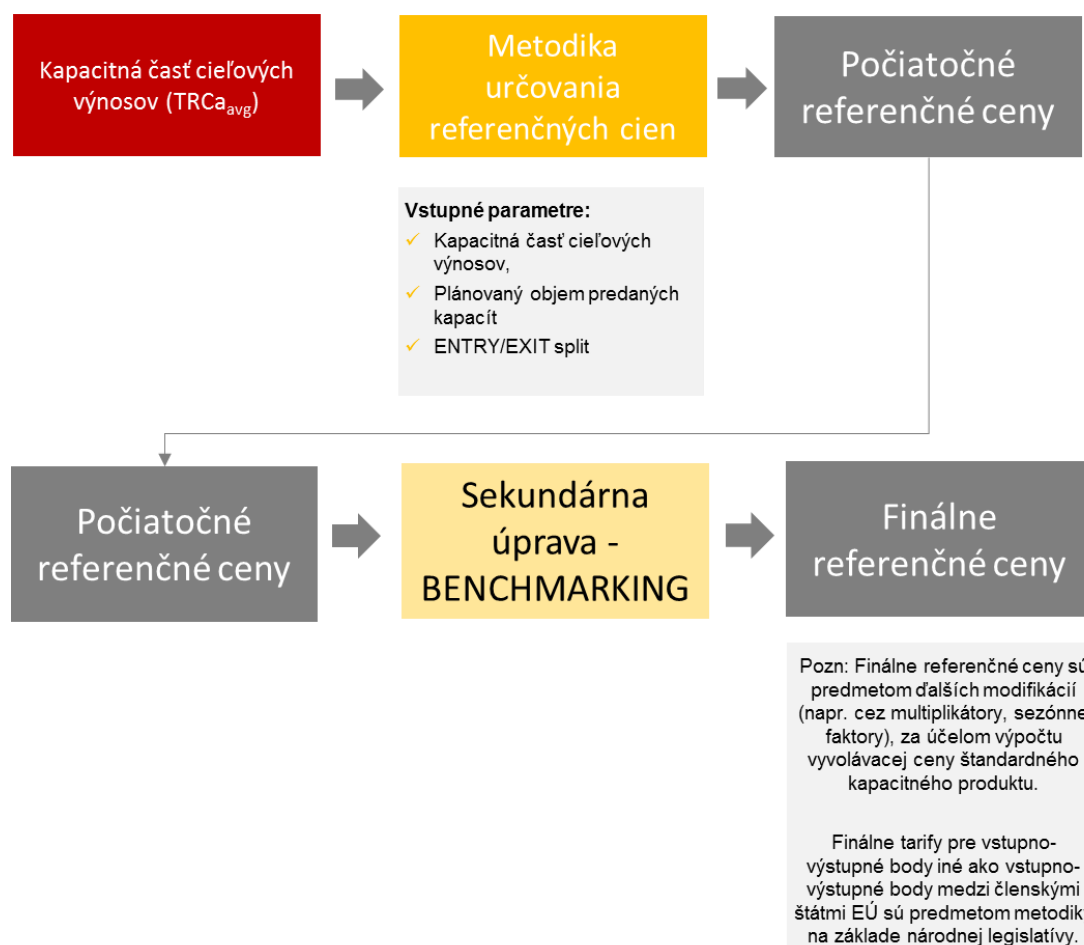 Kapacitná časť cieľových
výnosov (TRCaavg)
Metodika
určovania
referenčných cien
Počiatočné
referenčné ceny
Vstupné parametre:
✓ Kapacitná časť cieľových
výnosov,
✓ Plánovaný objem predaných
kapacít
✓ ENTRY/EXIT split
Počiatočné
referenčné ceny
Sekundárna
úprava -
BENCHMARKING
Finálne
referenčné ceny
Pozn: Finálne referenčné ceny sú
predmetom ďalších modifikácií
(napr. cez multiplikátory, sezónne
faktory), za účelom výpočtu
vyvolávacej ceny štandardného
kapacitného produktu.
Finálne tarify pre vstupno-
výstupné body iné ako vstupno-
výstupné body medzi členskými
štátmi EÚ sú predmetom metodiky
na základe národnej legislatívy.